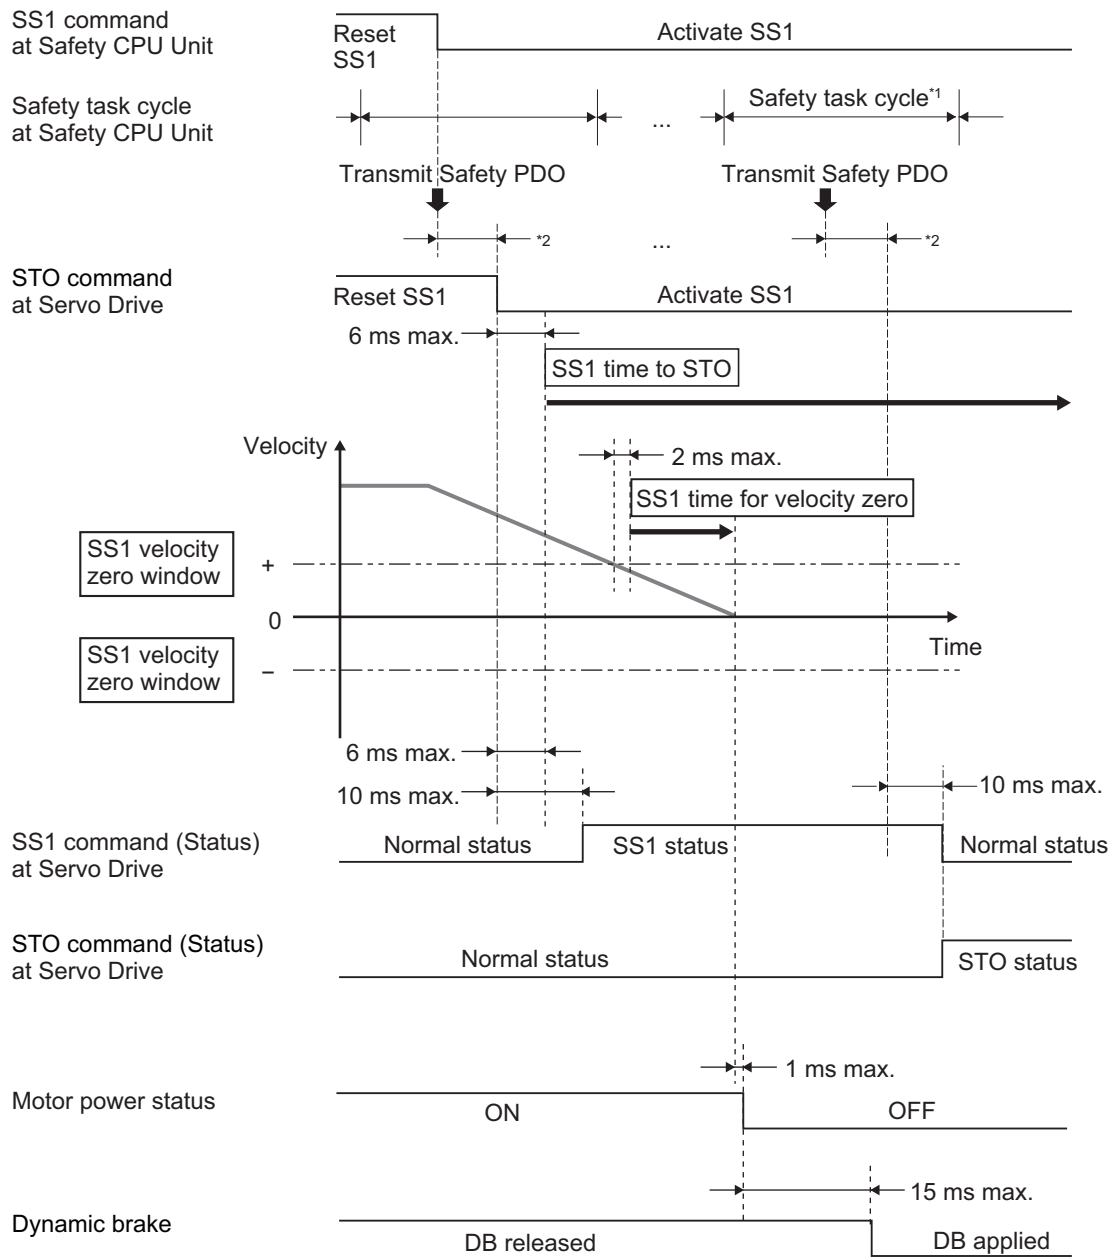 SS1 command
at Safety CPU Unit
Reset
SS1
Activate SS1
Safety task cycle
at Safety CPU Unit
...
Safety task cycle*1
Transmit Safety PDO
Transmit Safety PDO
*2
...
*2
STO command
at Servo Drive
Reset SS1
Activate SS1
6 ms max.
SS1 time to STO
Velocity
2 ms max.
SS1 time for velocity zero
SS1 velocity
zero window
+
0
Time
SS1 velocity
zero window
−
6 ms max.
10 ms max.
10 ms max.
SS1 command (Status)
at Servo Drive
Normal status
SS1 status
Normal status
STO command (Status)
at Servo Drive
Normal status
STO status
1 ms max.
Motor power status
ON
OFF
15 ms max.
Dynamic brake
DB released
DB applied